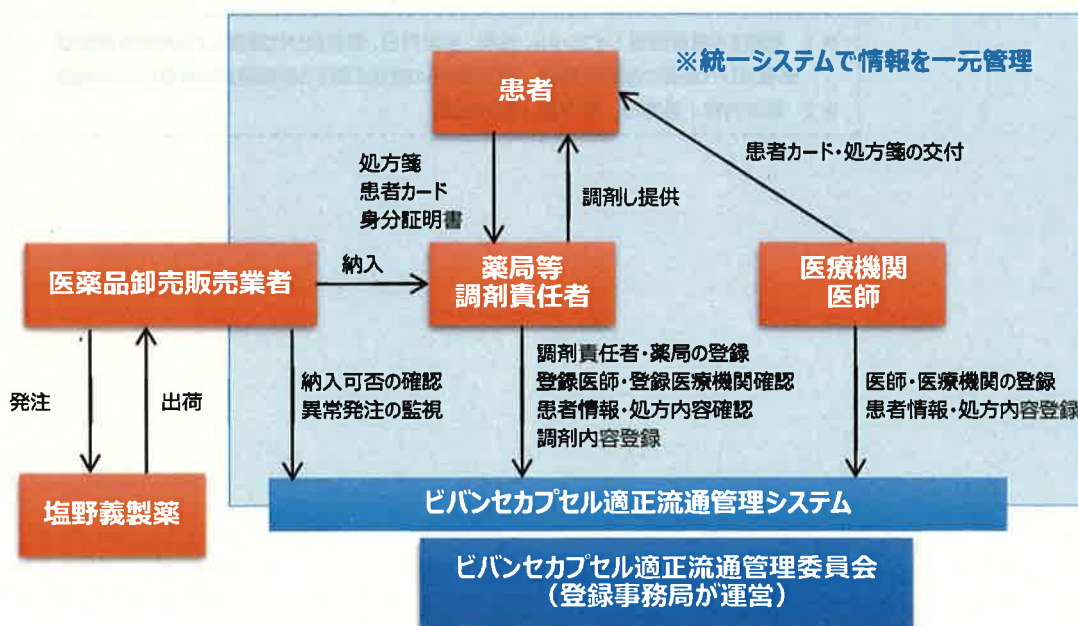 ※統一システムで情報を一元管理
患者
患者カード・処方箋の交付
処方箋
患者カード
身分証明書
調剤し提供
医薬品卸売販売業者
納入
薬局等
調剤責任者
医療機関
医師
発注
出荷
納入可否の確認
異常発注の監視
調剤責任者・薬局の登録
登録医師・登録医療機関確認
患者情報・処方内容確認
調剤内容登録
医師・医療機関の登録
患者情報・処方内容登録
塩野義製薬
ビバンセカプセル適正流通管理システム
ビバンセカプセル適正流通管理委員会
（登録事務局が運営）